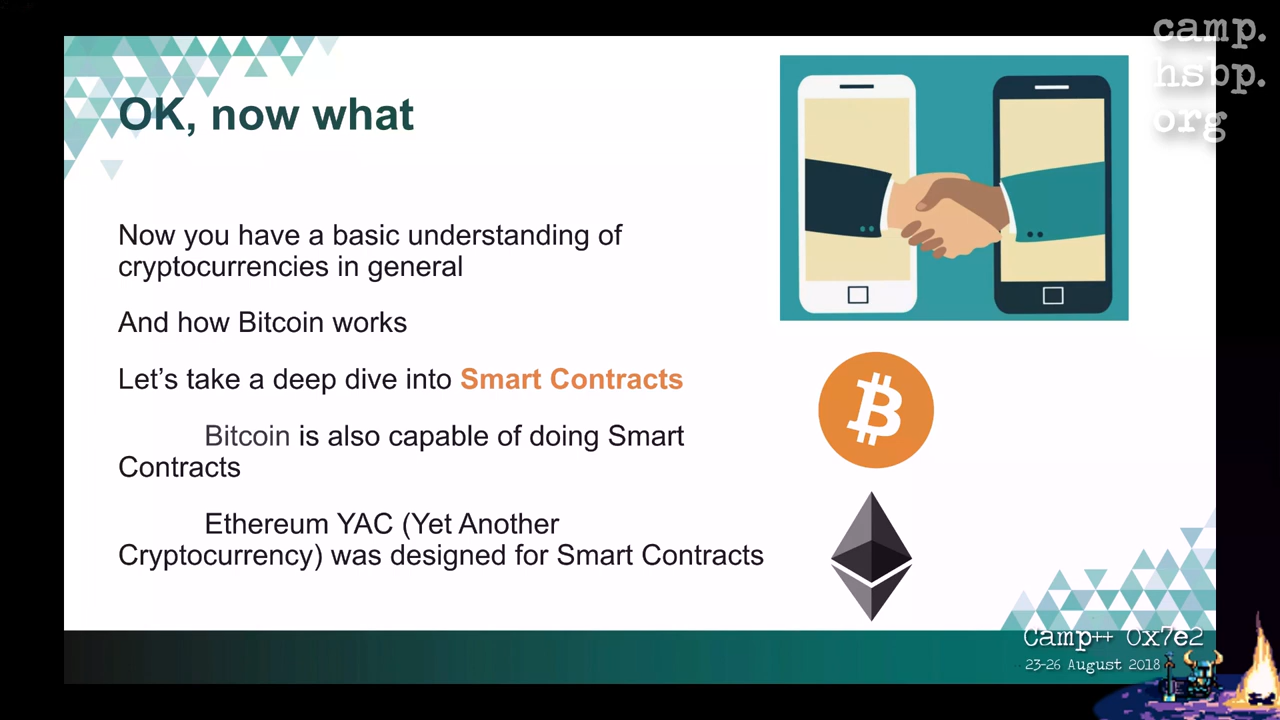 camp.
hsbp.
org
OK, now what
Now you have a basic understanding of
cryptocurrencies in general
And how Bitcoin works
Let’s take a deep dive into Smart Contracts
Bitcoin is also capable of doing Smart
Contracts
Ethereum YAC (Yet Another
Cryptocurrency) was designed for Smart Contracts
Camp++ 0x7e2
23-26 August 2018